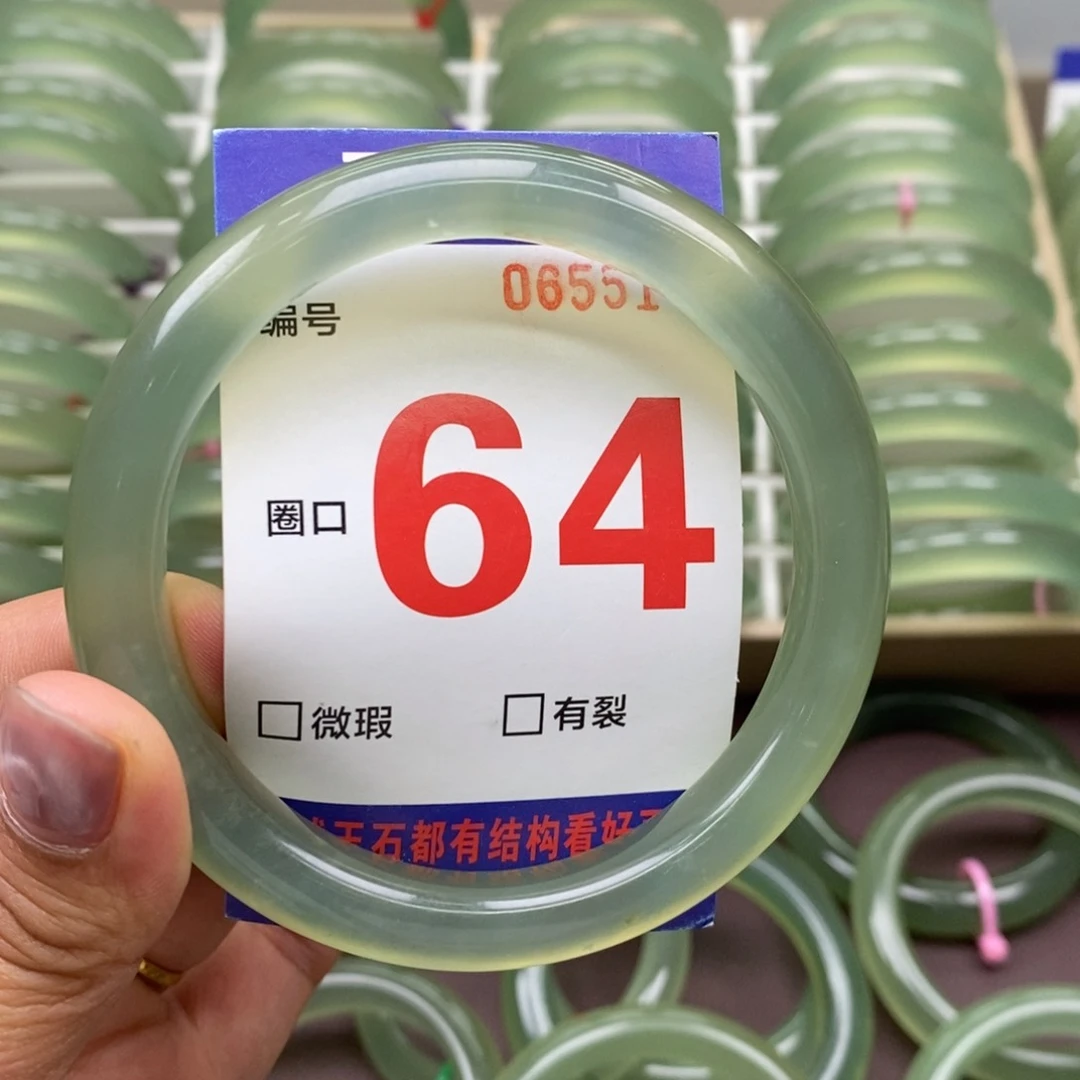 编号 06551
圈口 64
□微瑕 □有裂
玉石都有结构看好